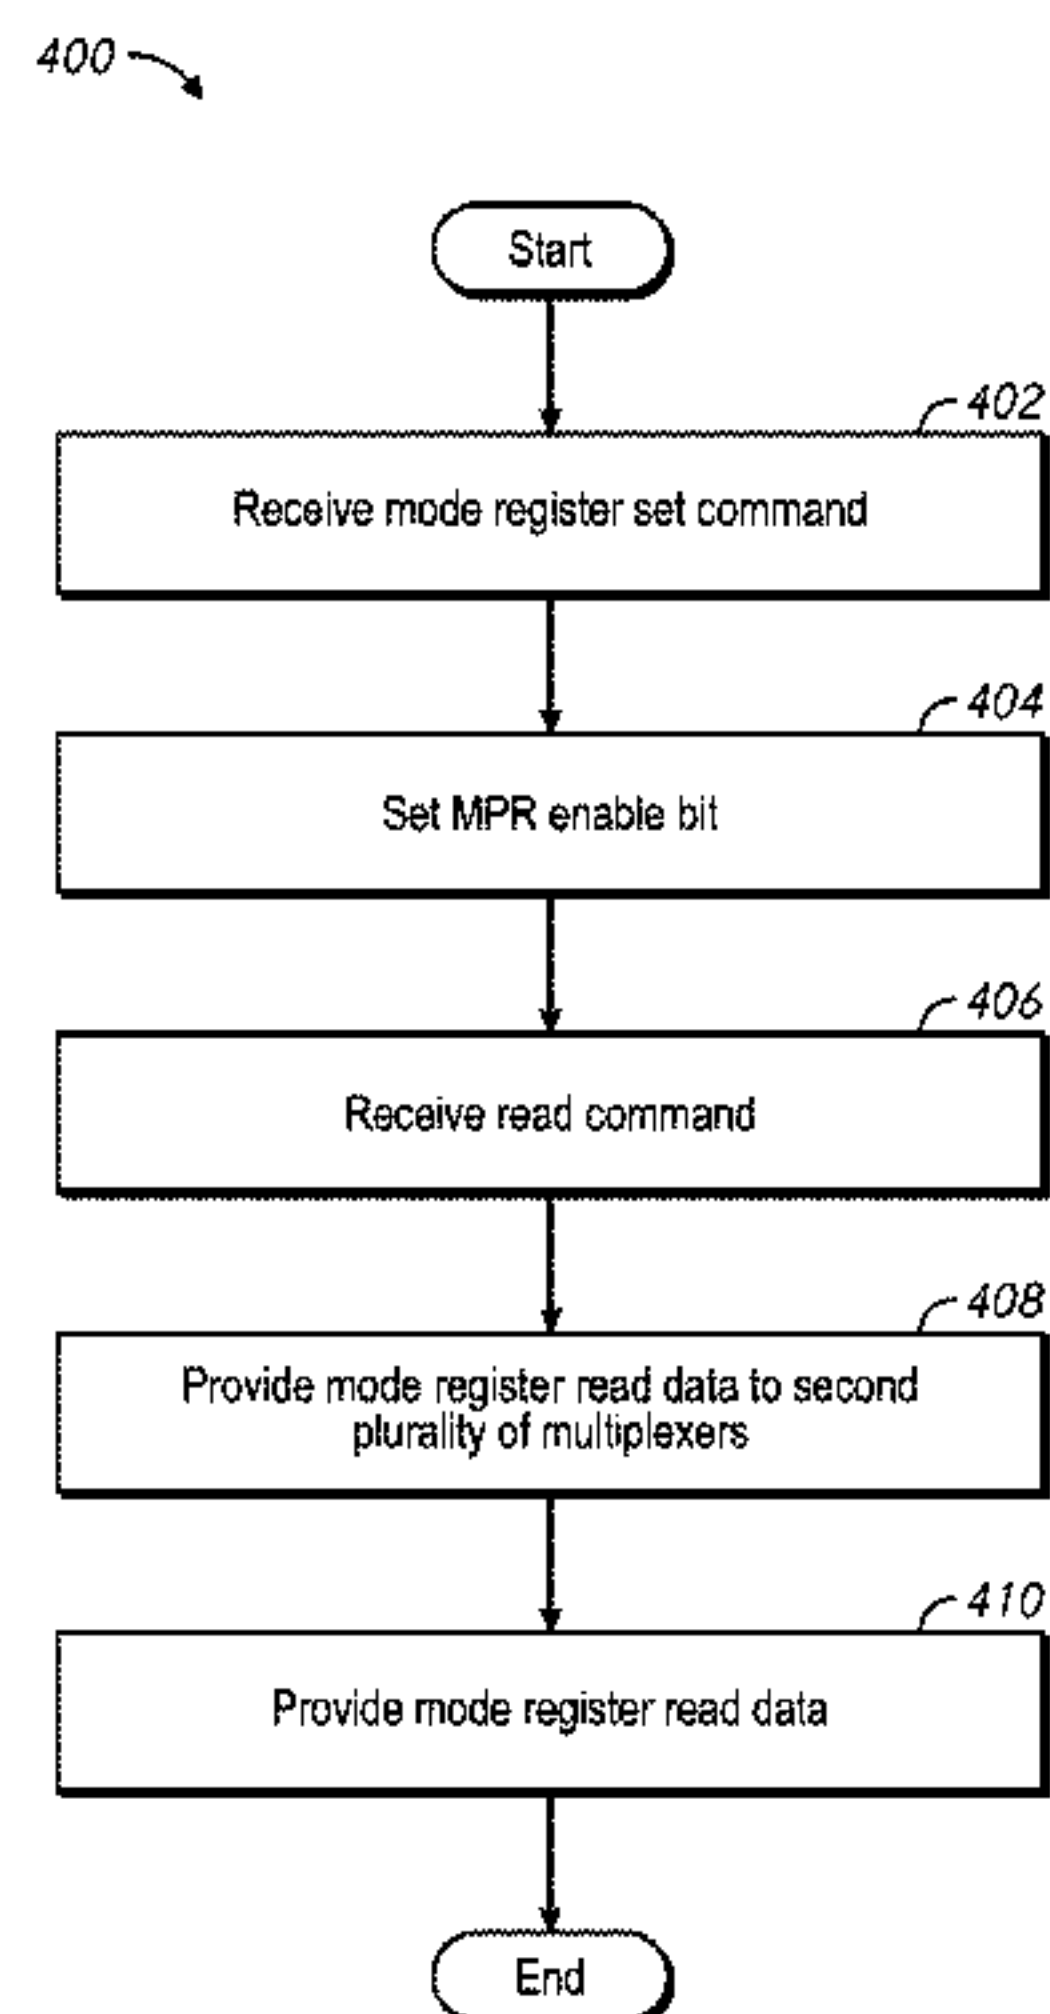 400
Start
402
Receive mode register set command
404
Set MPR enable bit
406
Receive read command
408
Provide mode register read data to second
plurality of multiplexers
410
Provide mode register read data
End